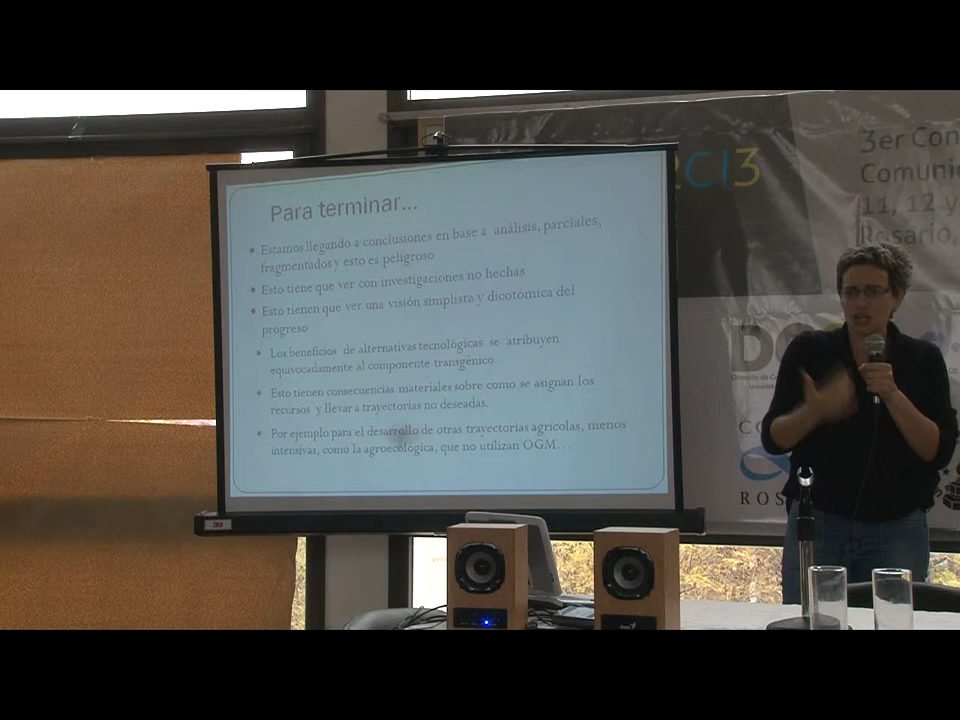 Para terminar...
• Estamos llegando a conclusiones en base a análisis, parciales,
fragmentados y esto es peligroso
• Esto tiene que ver con investigaciones no hechas
• Esto tienen que ver una visión simplista y dicotómica del
progreso
• Los beneficios de alternativas tecnológicas se atribuyen
equivocadamente al componente transgénico
• Esto tienen consecuencias materiales sobre como se asignan los
recursos y llevar a trayectorias no deseadas.
• Por ejemplo para el desarrollo de otras trayectorias agrícolas, menos
intensivas, como la agroecológica, que no utilizan OGM...
3M
CI3
3er Con
Comuni
11, 12 y
Rosario,
Dirección de
ROS